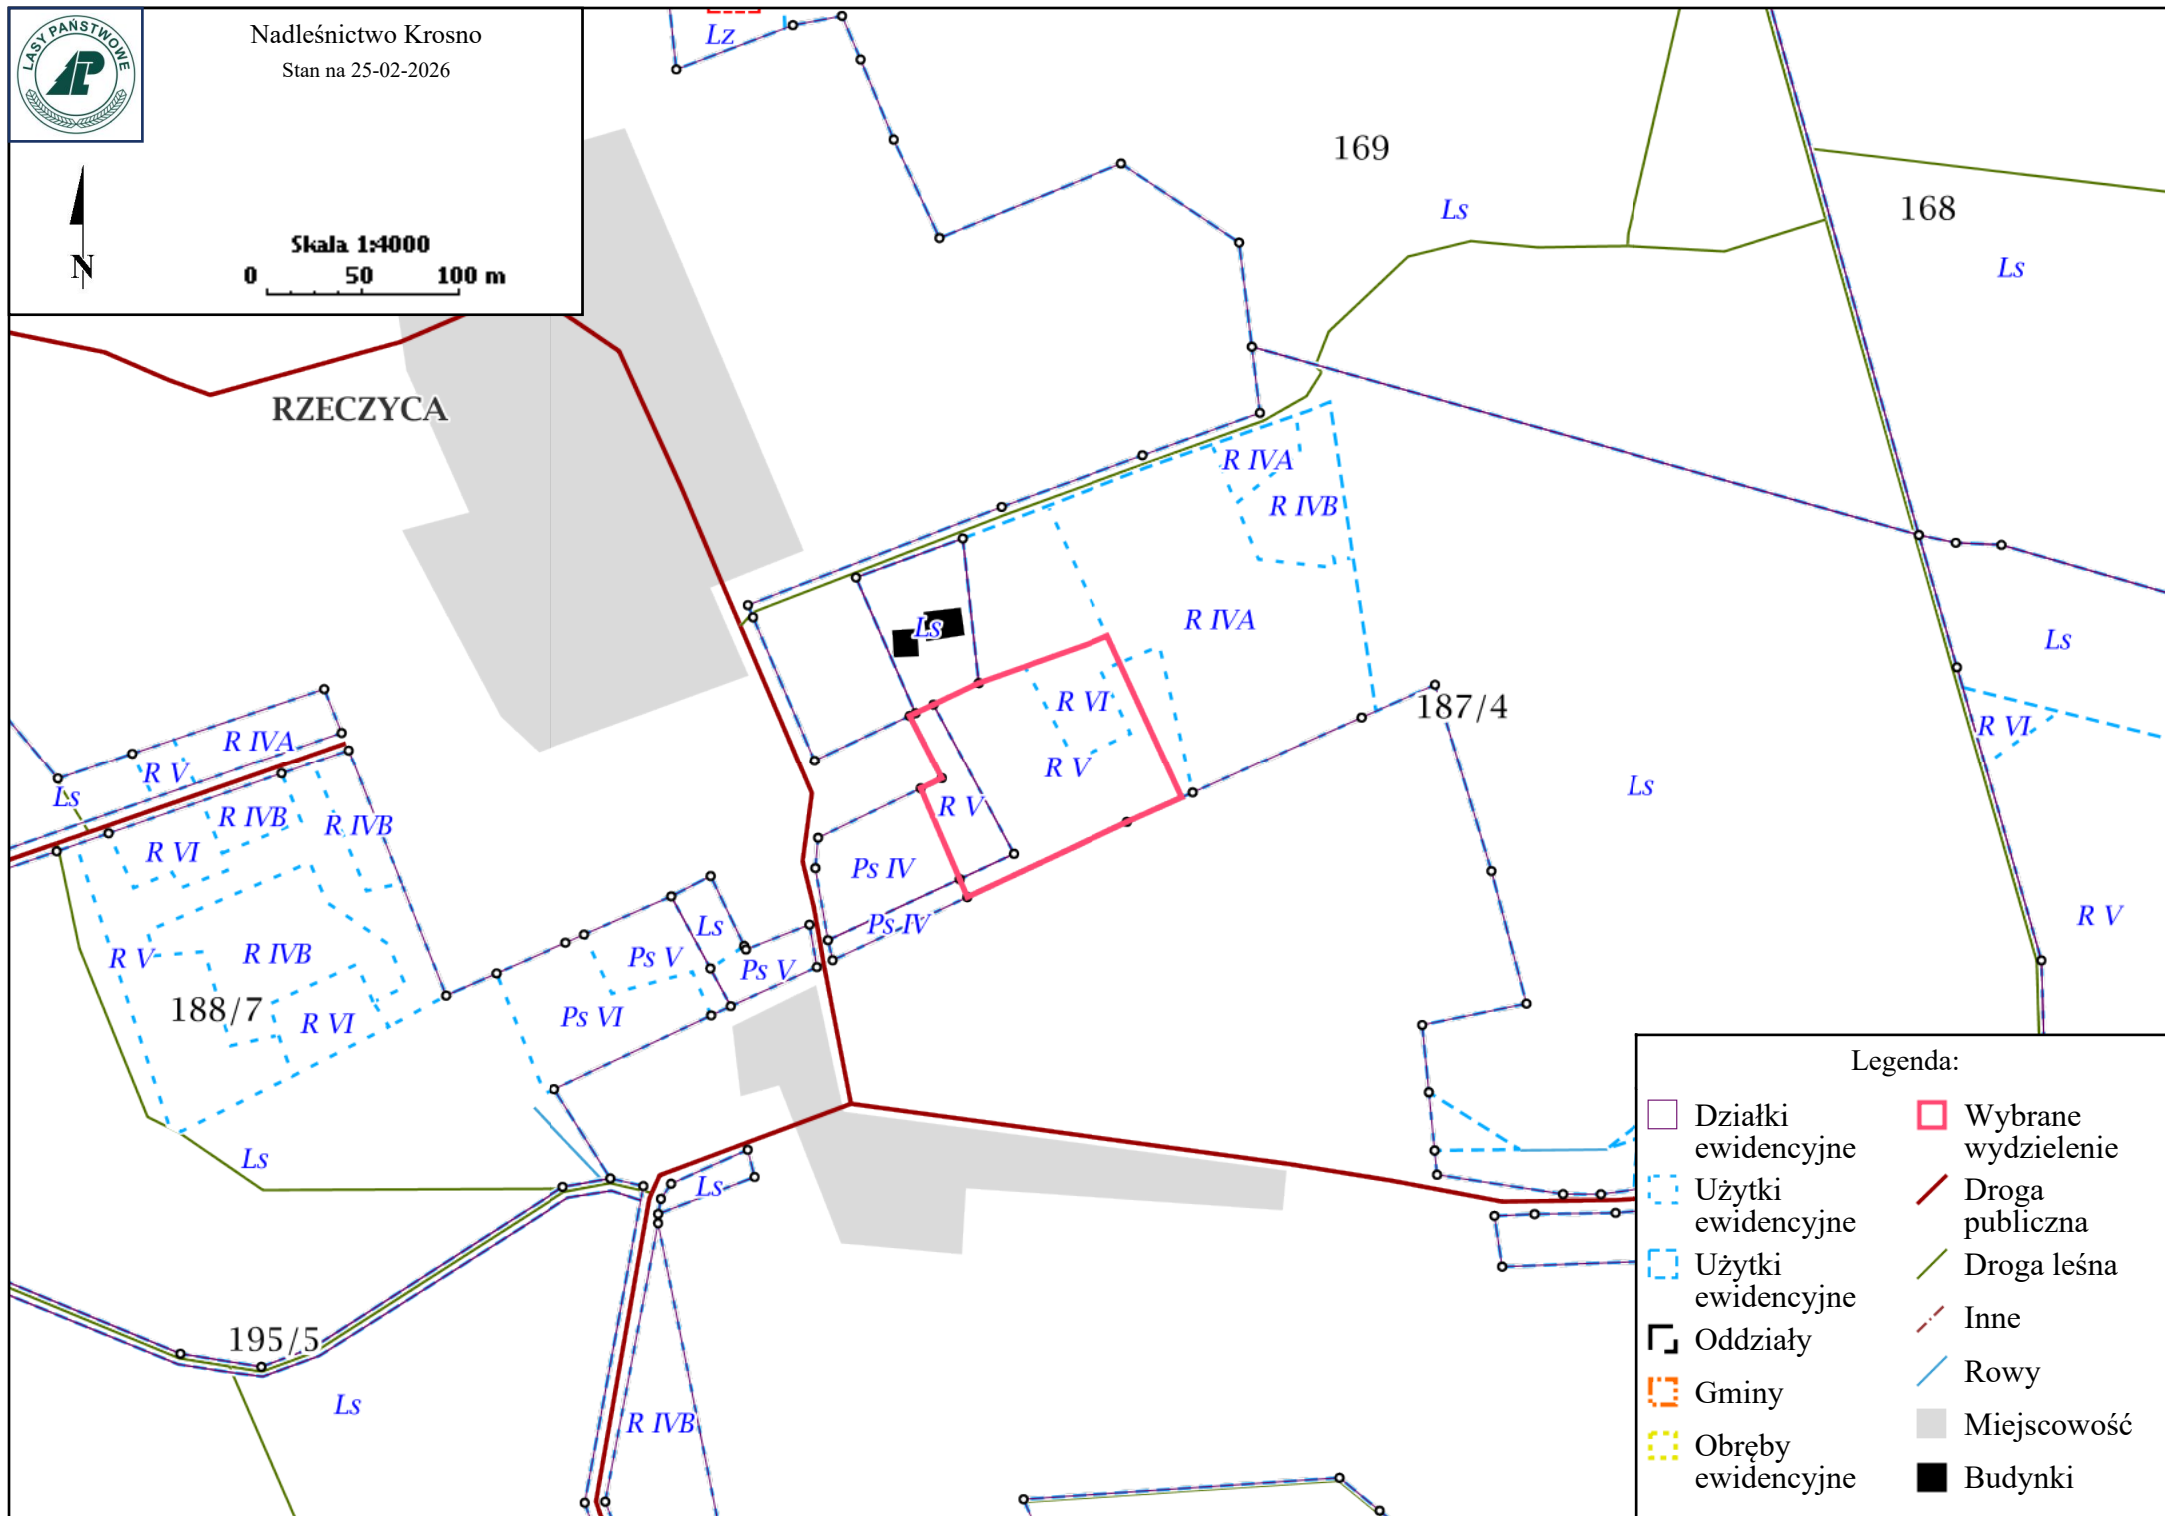 LASY PAŃSTWOWE
Nadleśnictwo Krosno
Stan na 25-02-2026
N
Skala 1:4000
0 50 100 m
Lz
169
Ls
168
Ls
RZECZYCA
R IVA
R IVB
R IVA
Ls
Ls
R VI
187/4
R VI
R IVA
R V
R V
Ls
Ls
R IVB
R IVB
R V
R VI
Ps IV
R V
Ps IV
Ls
R V
R IVB
Ps V
Ps V
188/7
R VI
Ps VI
Ls
Ls
195/5
Ls
R IVB
Legenda:
Działki
ewidencyjne
Użytki
ewidencyjne
Użytki
ewidencyjne
Oddziały
Gminy
Obręby
ewidencyjne
Wybrane
wydzielenie
Droga
publiczna
Droga leśna
Inne
Rowy
Miejscowość
Budynki